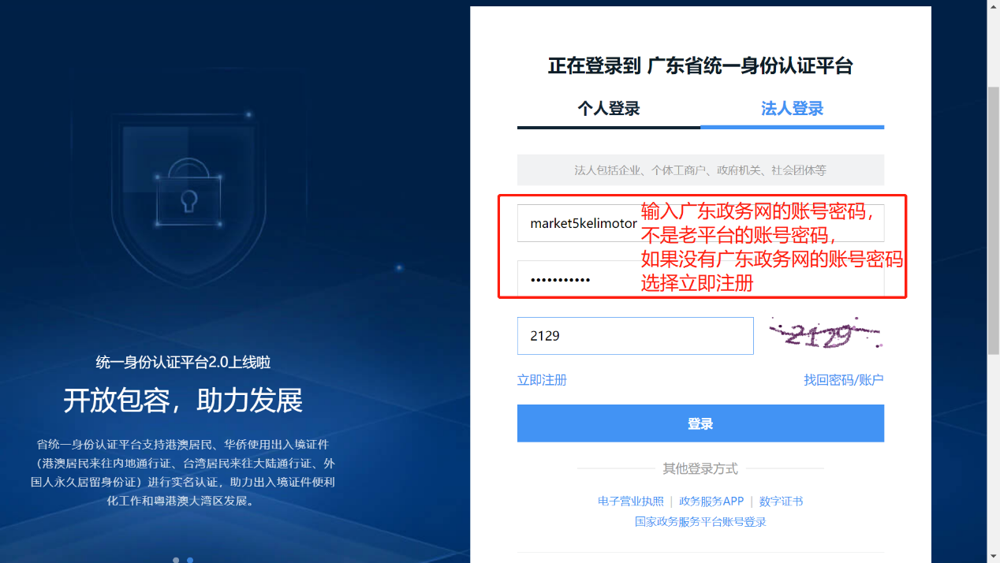 正在登录到 广东省统一身份认证平台
个人登录
法人登录
法人包括企业、个体工商户、政府机关、社会团体等
market5kelimotor
输入广东政务网的账号密码，
不是老平台的账号密码，
如果没有广东政务网的账号密码
选择立即注册
•••••••••••
2129
2129
立即注册
找回密码/账户
登录
其他登录方式
电子营业执照 | 政务服务APP | 数字证书
国家政务服务平台账号登录
统一身份认证平台2.0上线啦
开放包容，助力发展
省统一身份认证平台支持港澳居民、华侨使用出入境证件
（港澳居民来往内地通行证、台湾居民来往大陆通行证、外
国人永久居留身份证）进行实名认证，助力出入境证件便利
化工作和粤港澳大湾区发展。